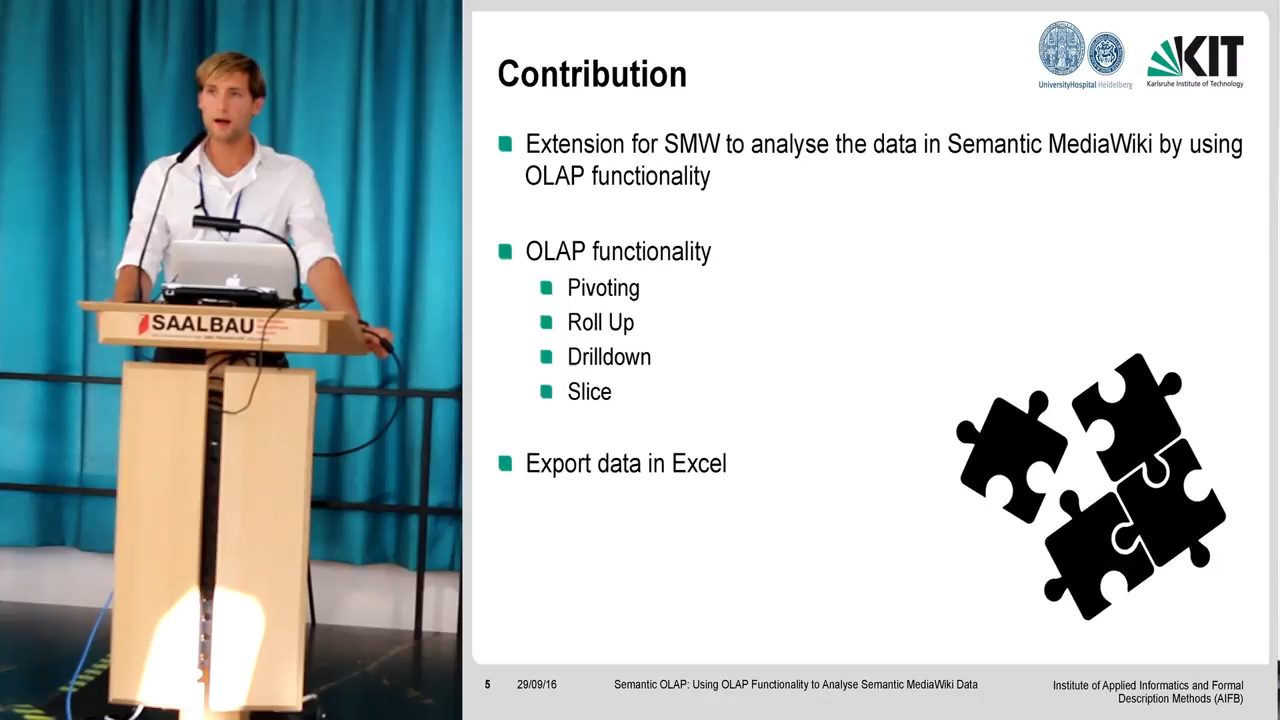 Contribution
UniversityHospital Heidelberg
KIT
Karlsruhe Institute of Technology
Extension for SMW to analyse the data in Semantic MediaWiki by using
OLAP functionality
OLAP functionality
Pivoting
Roll Up
Drilldown
Slice
Export data in Excel
SAALBAU
5
29/09/16
Semantic OLAP: Using OLAP Functionality to Analyse Semantic MediaWiki Data
Institute of Applied Informatics and Formal
Description Methods (AIFB)